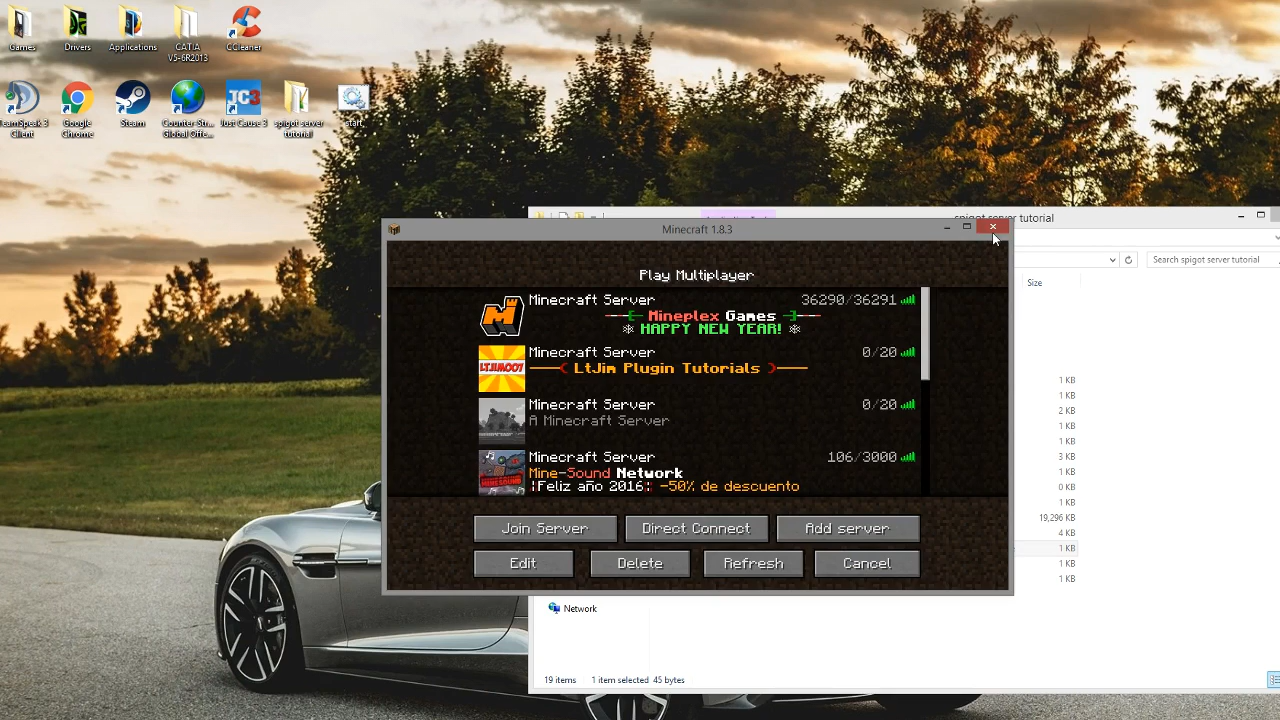 Games
Drivers
Applications
CATIA
V5-6R2013
CCleaner
TeamSpeak 3
Client
Google
Chrome
Steam
Counter-Str...
Global Offe...
JC3
Just Cause 3
spigot server
tutorial
start
spigot server tutorial
Minecraft 1.8.3
Search spigot server tutorial
Size
Play Multiplayer
Minecraft Server 36290/36291
Mineplex Games
HAPPY NEW YEAR!
LTJIM007
Minecraft Server 0/20
LtJim Plugin Tutorials
Minecraft Server 0/20
A Minecraft Server
MINESOUND
Minecraft Server 106/3000
Mine-Sound Network
¦Feliz año 2016¦ -50% de descuento
Join Server
Direct Connect
Add server
Edit
Delete
Refresh
Cancel
1 KB
1 KB
2 KB
1 KB
1 KB
3 KB
1 KB
0 KB
1 KB
19,296 KB
4 KB
1 KB
1 KB
1 KB
Network
19 items 1 item selected 45 bytes